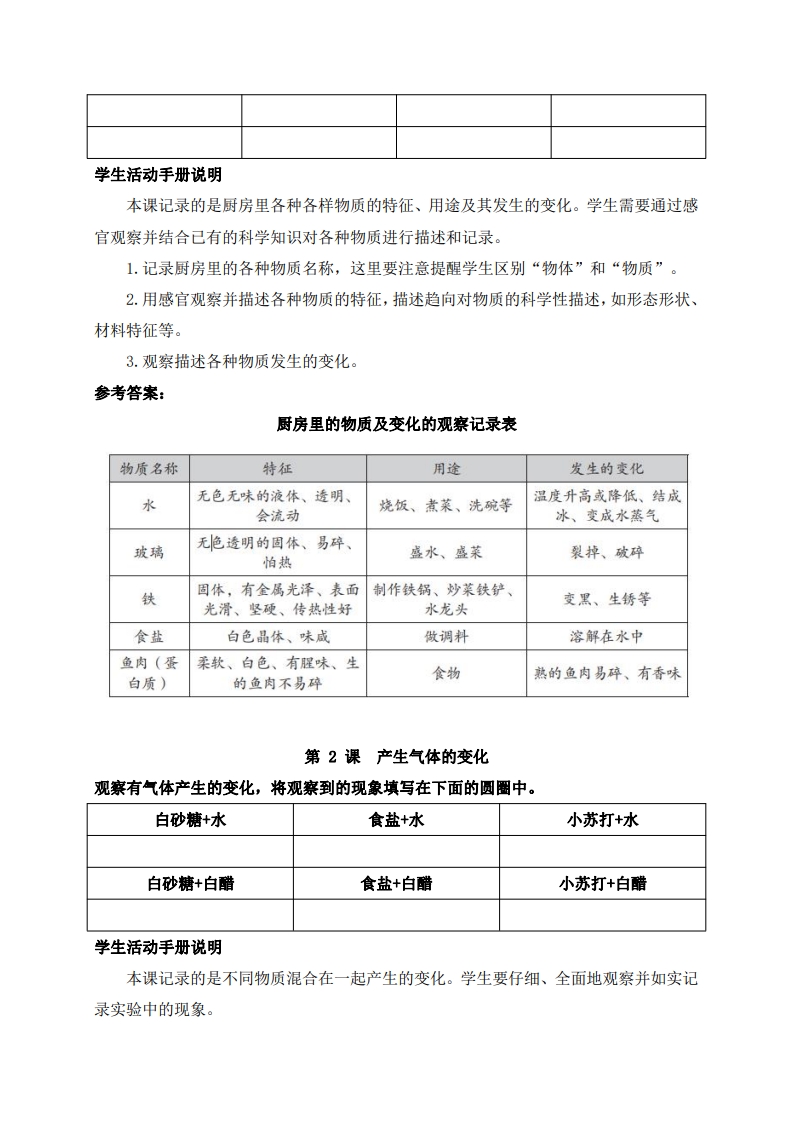 学生活动手册说明
本课记录的是厨房里各种各样物质的特征、用途及其发生的变化。学生需要通过感
官观察并结合已有的科学知识对各种物质进行描述和记录。
1.记录厨房里的各种物质名称，这里要注意提醒学生区别“物体”和“物质”。
2.用感官观察并描述各种物质的特征，描述趋向对物质的科学性描述，如形态形状、
材料特征等。
3.观察描述各种物质发生的变化。
参考答案：
厨房里的物质及变化的观察记录表
物质名称 特征 用途 发生的变化
水 无色无味的液体、透明、会流动 烧饭、煮菜、洗碗等 温度升高或降低、结成冰、变成水蒸气
玻璃 无色透明的固体、易碎、怕热 盛水、盛菜 裂掉、破碎
铁 固体，有金属光泽、表面光滑、坚硬、传热性好 制作铁锅、炒菜铁铲、水龙头 变黑、生锈等
食盐 白色晶体、味咸 做调料 溶解在水中
鱼肉（蛋白质） 柔软、白色、有腥味、生的鱼肉不易碎 食物 熟的鱼肉易碎、有香味
第 2 课 产生气体的变化
观察有气体产生的变化，将观察到的现象填写在下面的圆圈中。
白砂糖+水 食盐+水 小苏打+水
白砂糖+白醋 食盐+白醋 小苏打+白醋
学生活动手册说明
本课记录的是不同物质混合在一起产生的变化。学生要仔细、全面地观察并如实记
录实验中的现象。